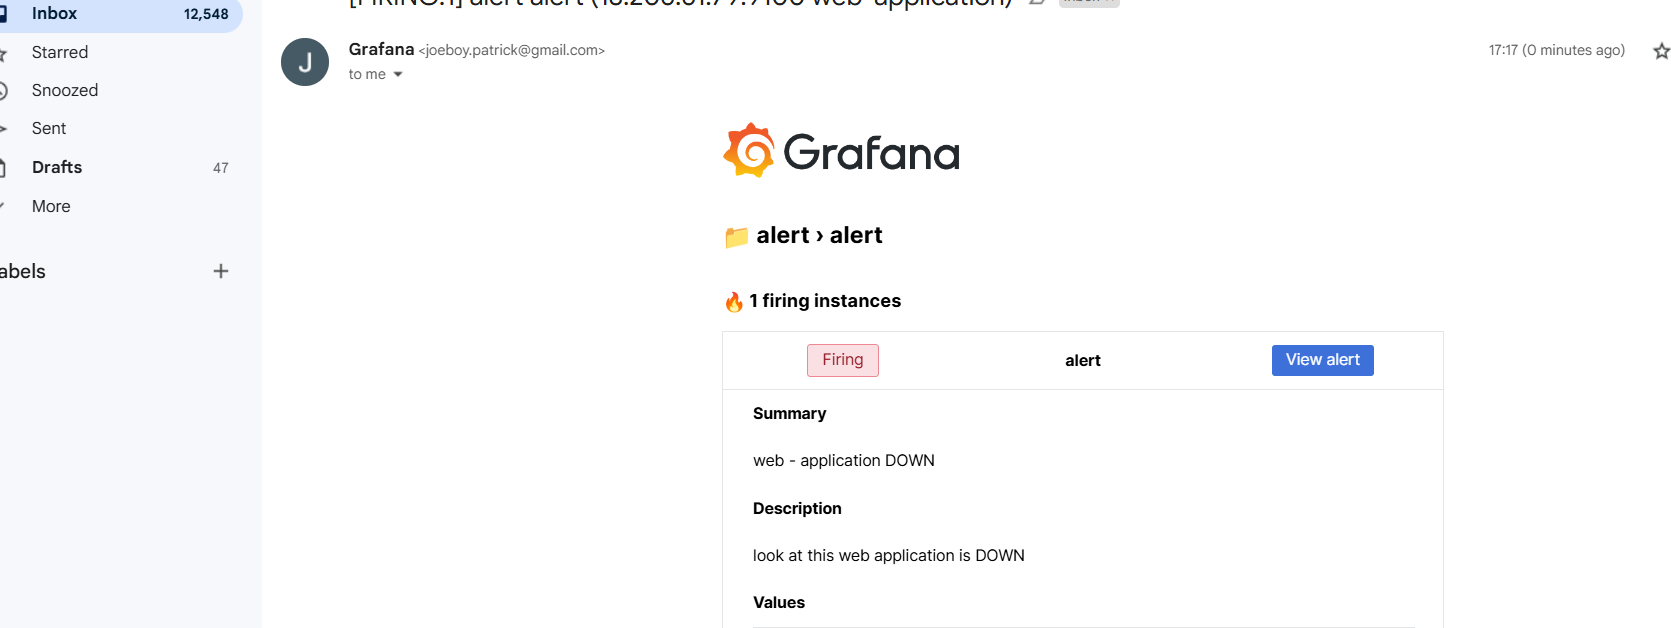 Inbox 12,548
Starred
Snoozed
Sent
Drafts 47
More
abels
Grafana <joeboy.patrick@gmail.com> 17:17 (0 minutes ago)
to me
J
Grafana
alert › alert
1 firing instances
Firing alert View alert
Summary
web - application DOWN
Description
look at this web application is DOWN
Values